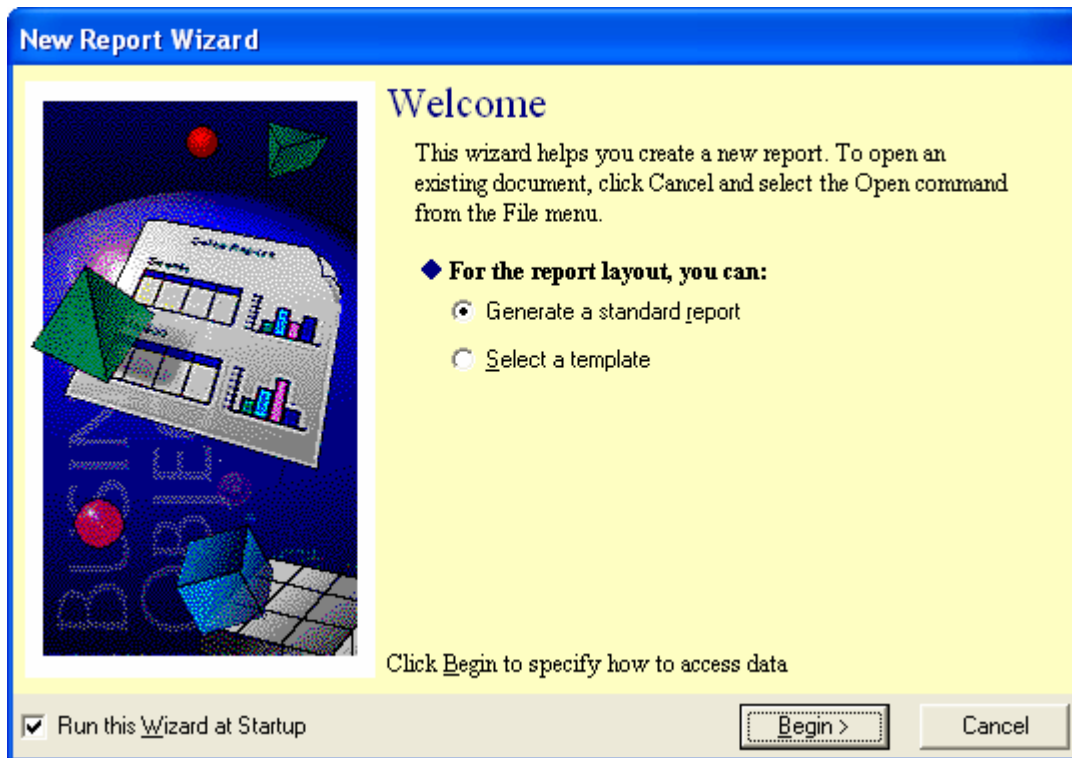 New Report Wizard
Welcome
This wizard helps you create a new report. To open an
existing document, click Cancel and select the Open command
from the File menu.
For the report layout, you can:
Generate a standard report
Select a template
BUSIN
OBJEC
Click Begin to specify how to access data
Run this Wizard at Startup
Begin >
Cancel